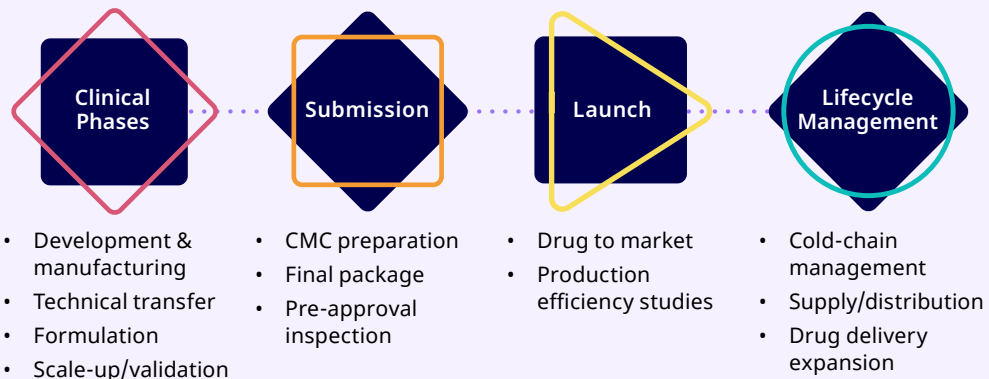 Clinical
Phases
Submission
Launch
Lifecycle
Management
• Development &
manufacturing
• Technical transfer
• Formulation
• Scale-up/validation
• CMC preparation
• Final package
• Pre-approval
inspection
• Drug to market
• Production
efficiency studies
• Cold-chain
management
• Supply/distribution
• Drug delivery
expansion